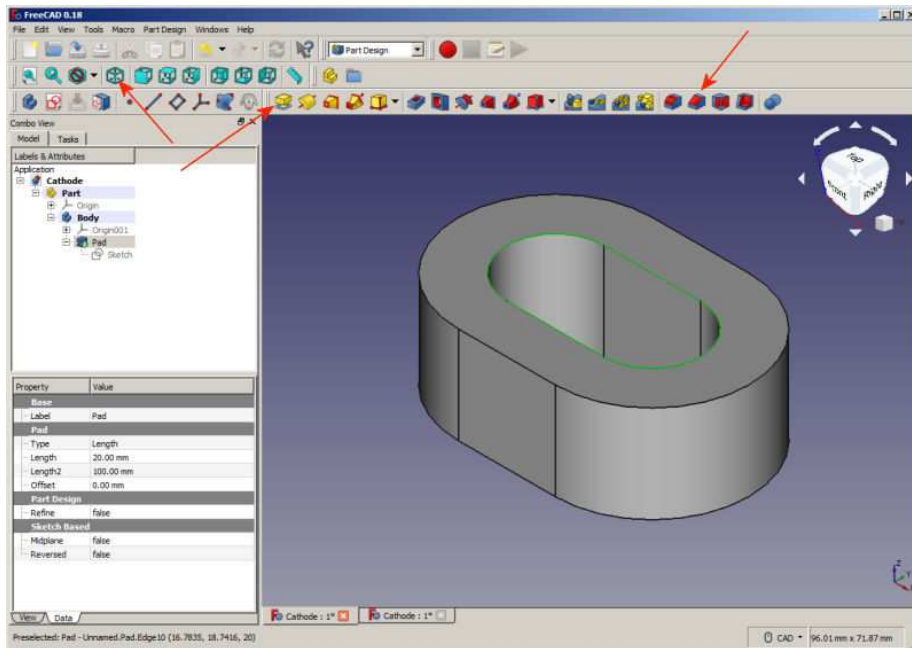 FreeCAD 0.18
File Edit View Tools Macro Part Design Windows Help
Part Design
Combo View
Model Tasks
Labels & Attributes
Application
Cathode
Part
Origin
Body
Origin001
Pad
Sketch
Top
Front
Right
Property Value
Base
Label Pad
Pad
Type Length
Length 20.00 mm
Length2 100.00 mm
Offset 0.00 mm
Part Design
Refine false
Sketch Based
Midplane false
Reversed false
Z
Y
View Data
Cathode : 1* Cathode : 1*
Preselected: Pad - Unnamed.Pad.Edge10 (16.7835, 18.7416, 20) CAD 96.01 mm x 71.87 mm